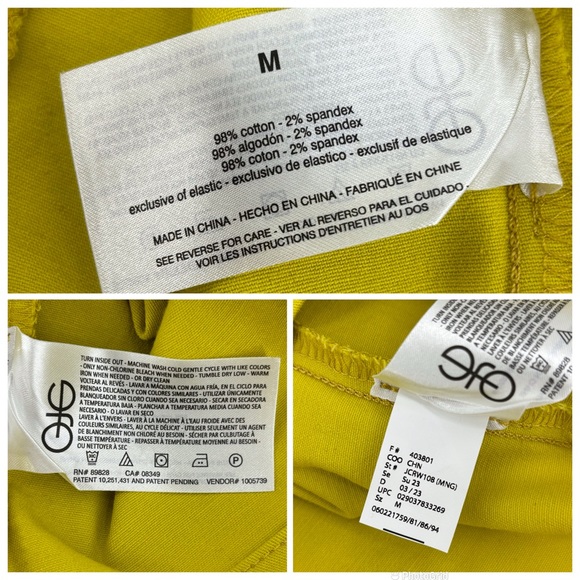 M
98% cotton - 2% spandex
98% algodón - 2% spandex
98% coton - 2% spandex
exclusive of elastic - exclusivo de elastico - exclusif de elastique
MADE IN CHINA - HECHO EN CHINA - FABRIQUÉ EN CHINE
SEE REVERSE FOR CARE - VER AL REVERSO PARA EL CUIDADO -
VOIR LES INSTRUCTIONS D'ENTRETIEN AU DOS
TURN INSIDE OUT - MACHINE WASH COLD GENTLE CYCLE WITH LIKE COLORS
- ONLY NON-CHLORINE BLEACH WHEN NEEDED - TUMBLE DRY LOW - WARM
IRON WHEN NEEDED - OR DRY CLEAN
VOLTEAR AL REVÉS - LAVAR A MÁQUINA CON AGUA FRÍA, EN EL CICLO PARA
PRENDAS DELICADAS Y CON COLORES SIMILARES - UTILIZAR ÚNICAMENTE
BLANQUEADOR SIN CLORO CUANDO SEA NECESARIO - SECAR EN SECADORA
A TEMPERATURA BAJA - PLANCHAR A TEMPERATURA MEDIA CUANDO SEA
NECESARIO - O LAVAR EN SECO
LAVER À L'ENVERS - LAVER À LA MACHINE À L'EAU FROIDE AVEC DES
COULEURS SIMILAIRES, AU CYCLE DÉLICAT - UTILISER SEULEMENT UN AGENT
DE BLANCHIMENT NON CHLORÉ AU BESOIN - SÉCHER PAR CULBUTAGE À
BASSE TEMPÉRATURE - REPASSER À TEMPÉRATURE MOYENNE AU BESOIN -
OU NETTOYER À SEC
RN# 89828 CA# 08349
PATENT 10,251,431 AND PATENT PENDING VENDOR# 1005739
OU NETTOYER À SEC
RN# 89828
F# 403801
COO CHN
St# JCRW108 (MNG)
Se Su 23
D 03 / 23
UPC 029037833269
Sz M
060221759/81/86/94